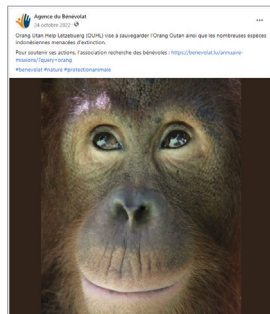 Agence du Bénévolat
24 octobre 2022
Orang Utan Help Lëtzebuerg (OUHL) vise à sauvegarder l'Orang Outan ainsi que les nombreuses espèces
indonésiennes menacées d'extinction.
Pour soutenir ses actions, l'association recherche des bénévoles : https://benevolat.lu/annuaire-
missions/?query=orang
#benevolat #nature #protectionanimale